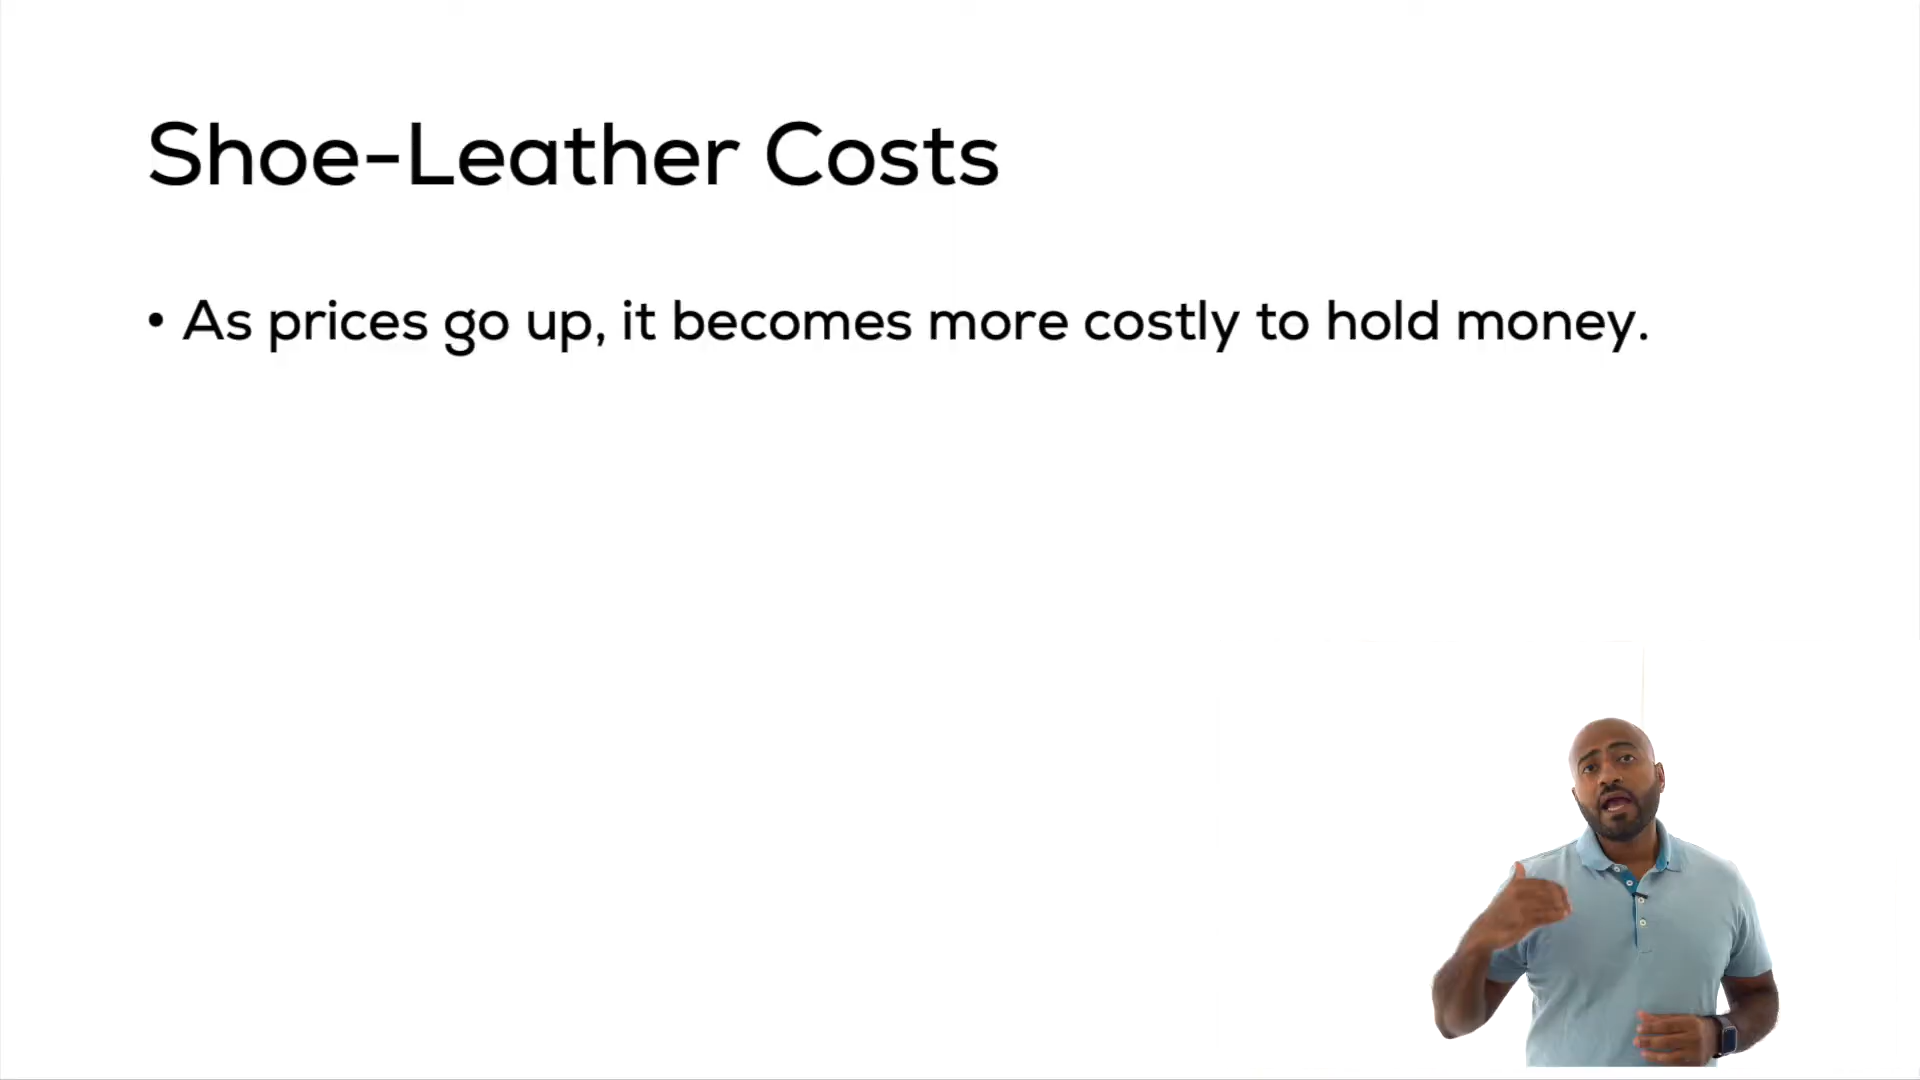 Shoe-Leather Costs
• As prices go up, it becomes more costly to hold money.